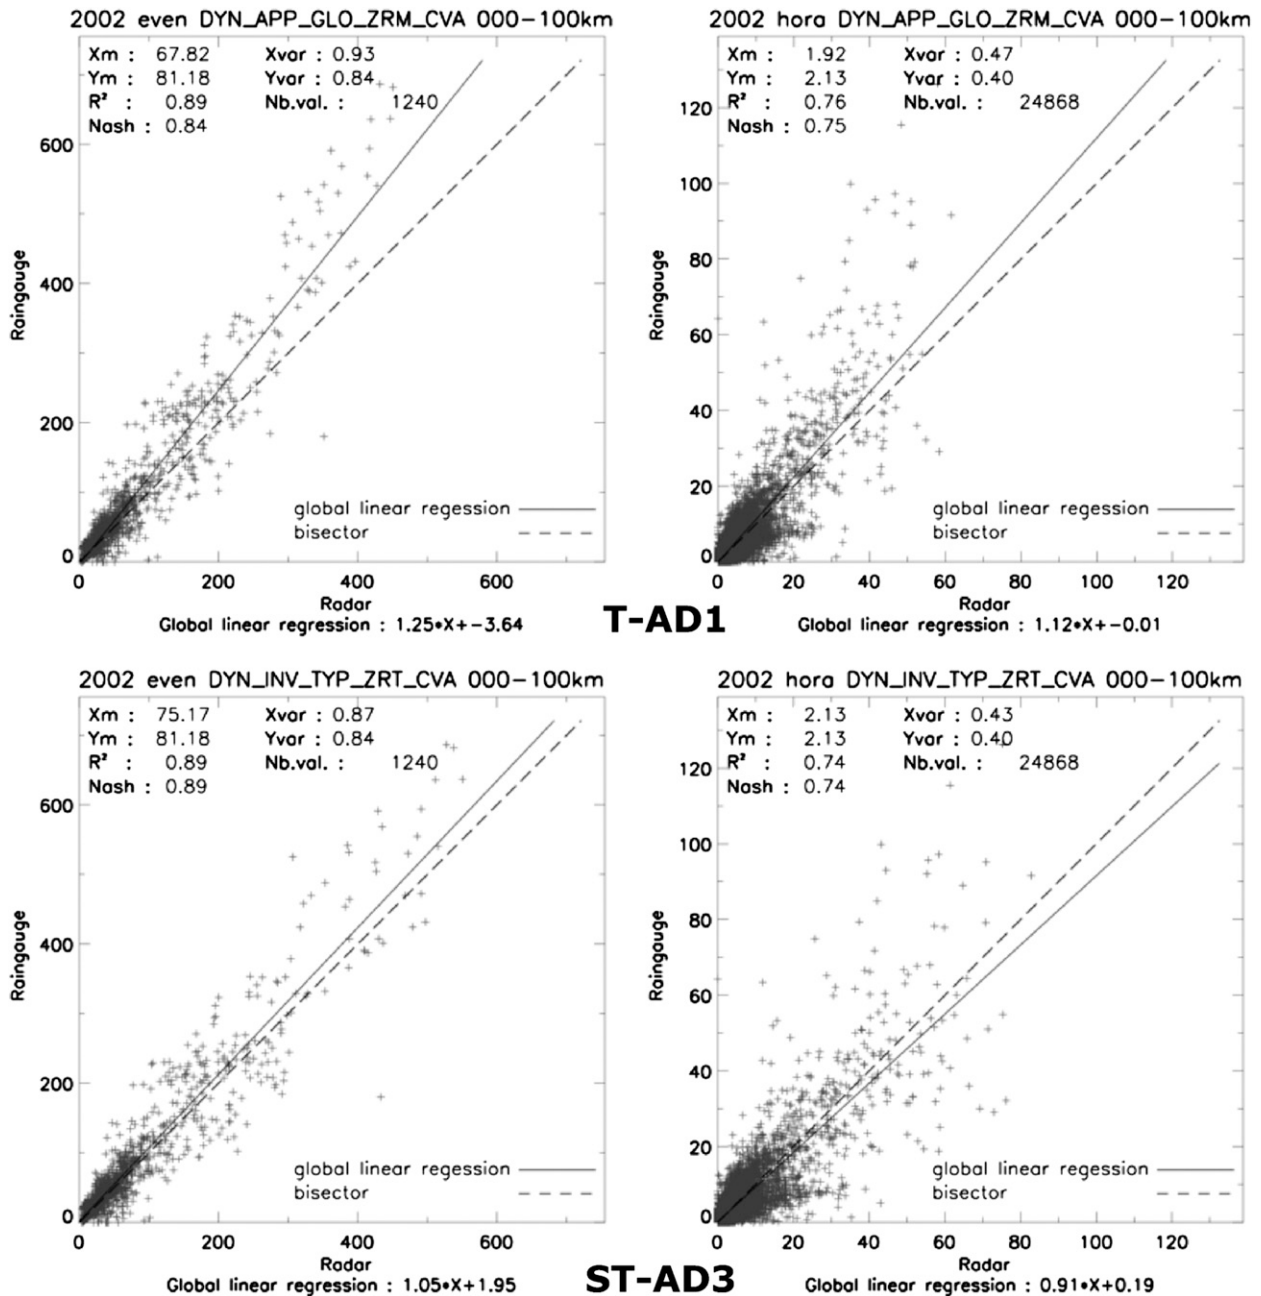 2002 even DYN_APP_GLO_ZRM_CVA 000-100km
Xm : 67.82 Xvar : 0.93
Ym : 81.18 Yvar : 0.84
R² : 0.89 Nb.val. : 1240
Nash : 0.84
600
400
200
0
Raingauge
global linear regression
bisector
0 200 400 600
Radar
Global linear regression : 1.25*X+-3.64
2002 hora DYN_APP_GLO_ZRM_CVA 000-100km
Xm : 1.92 Xvar : 0.47
Ym : 2.13 Yvar : 0.40
R² : 0.76 Nb.val. : 24868
Nash : 0.75
120
100
80
60
40
20
0
Raingauge
global linear regression
bisector
0 20 40 60 80 100 120
Radar
Global linear regression : 1.12*X+-0.01
T-AD1
2002 even DYN_INV_TYP_ZRT_CVA 000-100km
Xm : 75.17 Xvar : 0.87
Ym : 81.18 Yvar : 0.84
R² : 0.89 Nb.val. : 1240
Nash : 0.89
600
400
200
0
Raingauge
global linear regression
bisector
0 200 400 600
Radar
Global linear regression : 1.05*X+1.95
2002 hora DYN_INV_TYP_ZRT_CVA 000-100km
Xm : 2.13 Xvar : 0.43
Ym : 2.13 Yvar : 0.40
R² : 0.74 Nb.val. : 24868
Nash : 0.74
120
100
80
60
40
20
0
Raingauge
global linear regression
bisector
0 20 40 60 80 100 120
Radar
Global linear regression : 0.91*X+0.19
ST-AD3